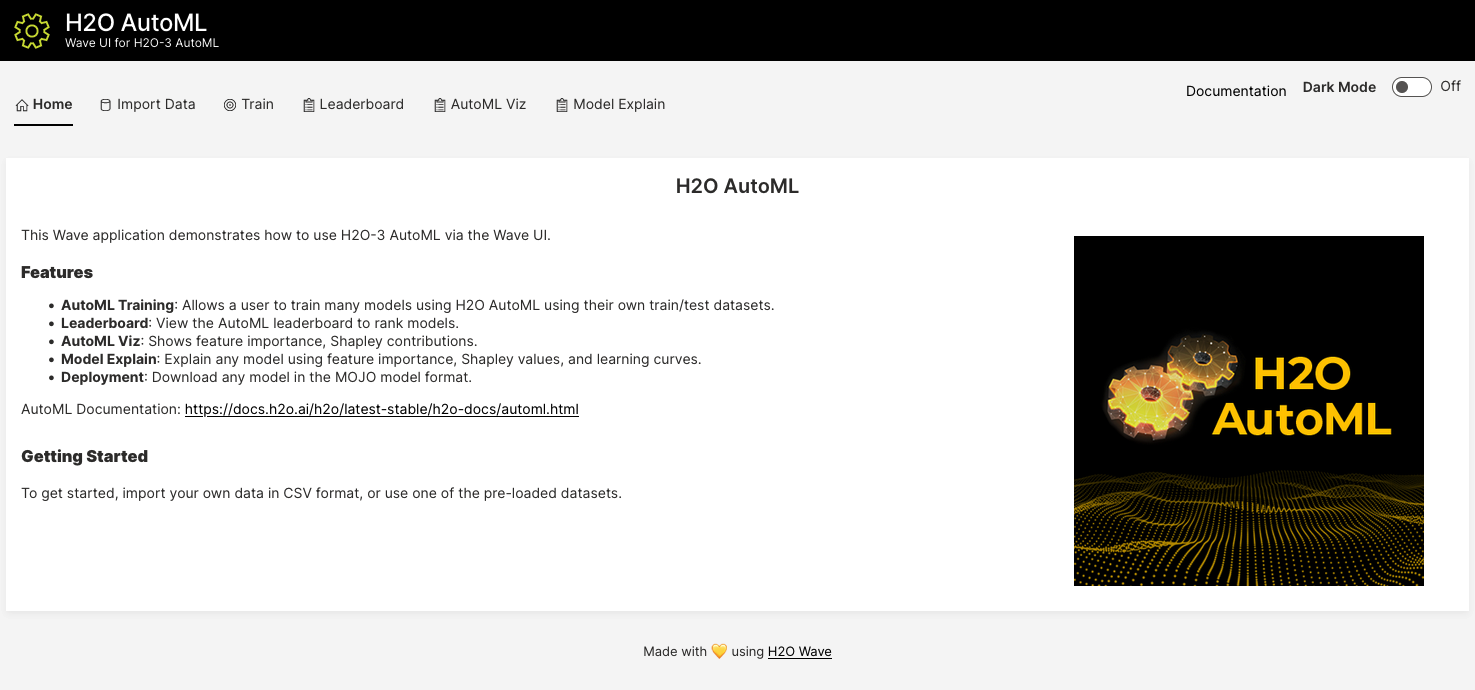 H2O AutoML
Wave UI for H2O-3 AutoML
Home Import Data Train Leaderboard AutoML Viz Model Explain
Documentation Dark Mode Off
H2O AutoML
This Wave application demonstrates how to use H2O-3 AutoML via the Wave UI.
Features
• AutoML Training: Allows a user to train many models using H2O AutoML using their own train/test datasets.
• Leaderboard: View the AutoML leaderboard to rank models.
• AutoML Viz: Shows feature importance, Shapley contributions.
• Model Explain: Explain any model using feature importance, Shapley values, and learning curves.
• Deployment: Download any model in the MOJO model format.
AutoML Documentation: https://docs.h2o.ai/h2o/latest-stable/h2o-docs/automl.html
Getting Started
To get started, import your own data in CSV format, or use one of the pre-loaded datasets.
H2O
AutoML
Made with 💛 using H2O Wave